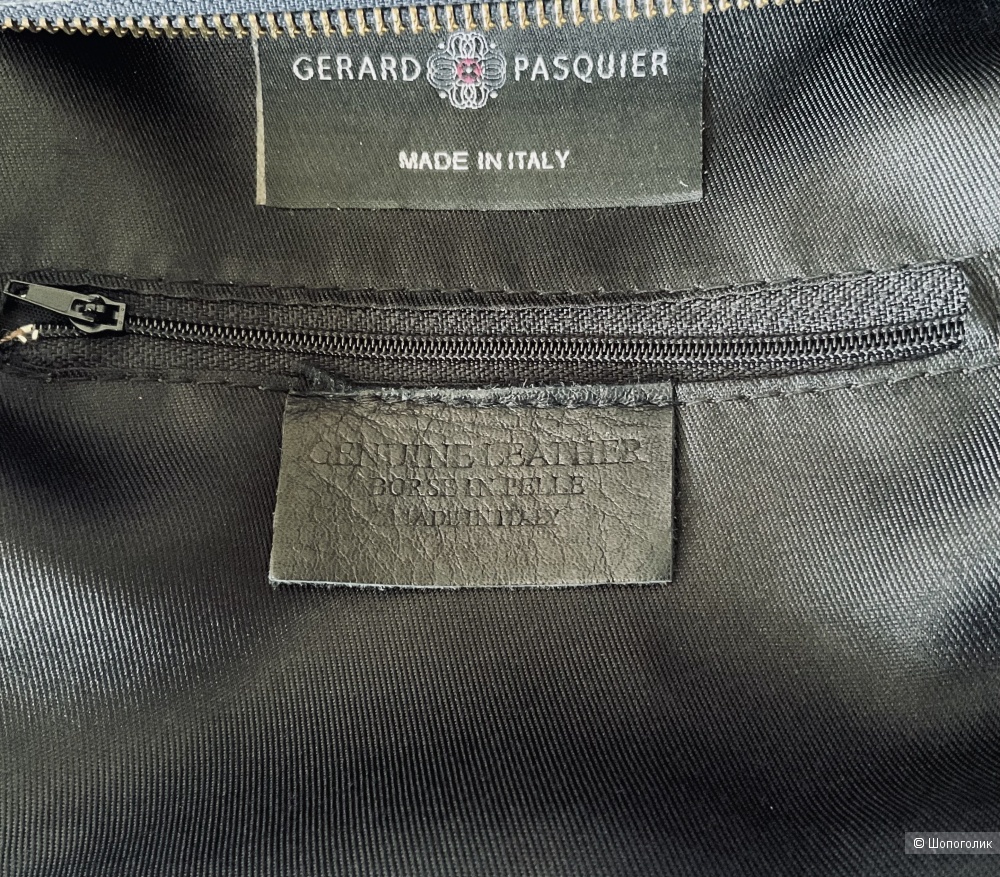 GERARD PASQUIER
MADE IN ITALY
GENUINE LEATHER
BORSE IN PELLE
MADE IN ITALY
© Шопоголик